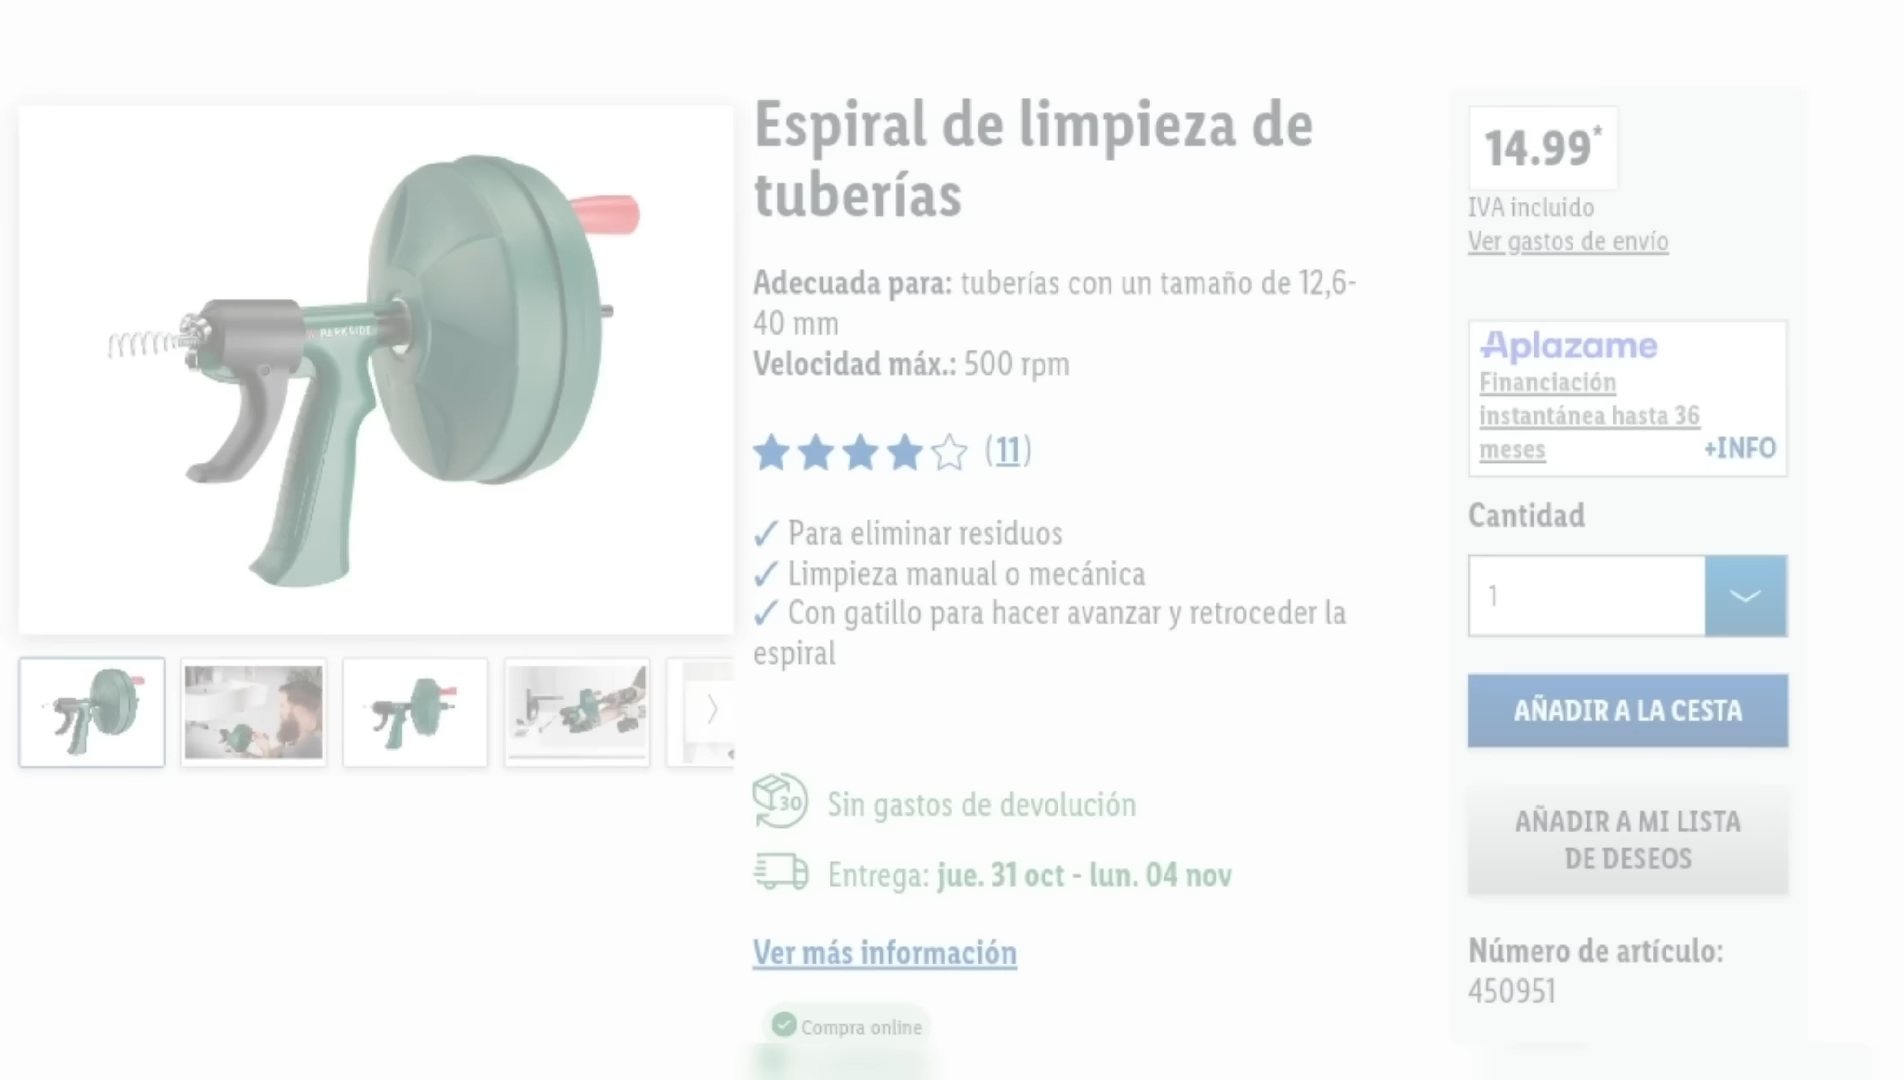 Espiral de limpieza de
tuberías
Adecuada para: tuberías con un tamaño de 12,6-
40 mm
Velocidad máx.: 500 rpm
(11)
✓ Para eliminar residuos
✓ Limpieza manual o mecánica
✓ Con gatillo para hacer avanzar y retroceder la
espiral
30
Sin gastos de devolución
Entrega: jue. 31 oct - lun. 04 nov
Ver más información
Compra online
PARKSIDE
14.99*
IVA incluido
Ver gastos de envío
Aplazame
Financiación
instantánea hasta 36
meses
+INFO
Cantidad
1
AÑADIR A LA CESTA
AÑADIR A MI LISTA
DE DESEOS
Número de artículo:
450951